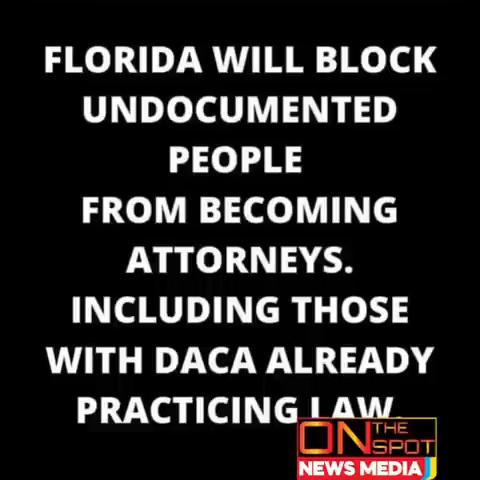 FLORIDA WILL BLOCK
UNDOCUMENTED
PEOPLE
FROM BECOMING
ATTORNEYS.
INCLUDING THOSE
WITH DACA ALREADY
PRACTICING LAW.
ON THE SPOT
NEWS MEDIA